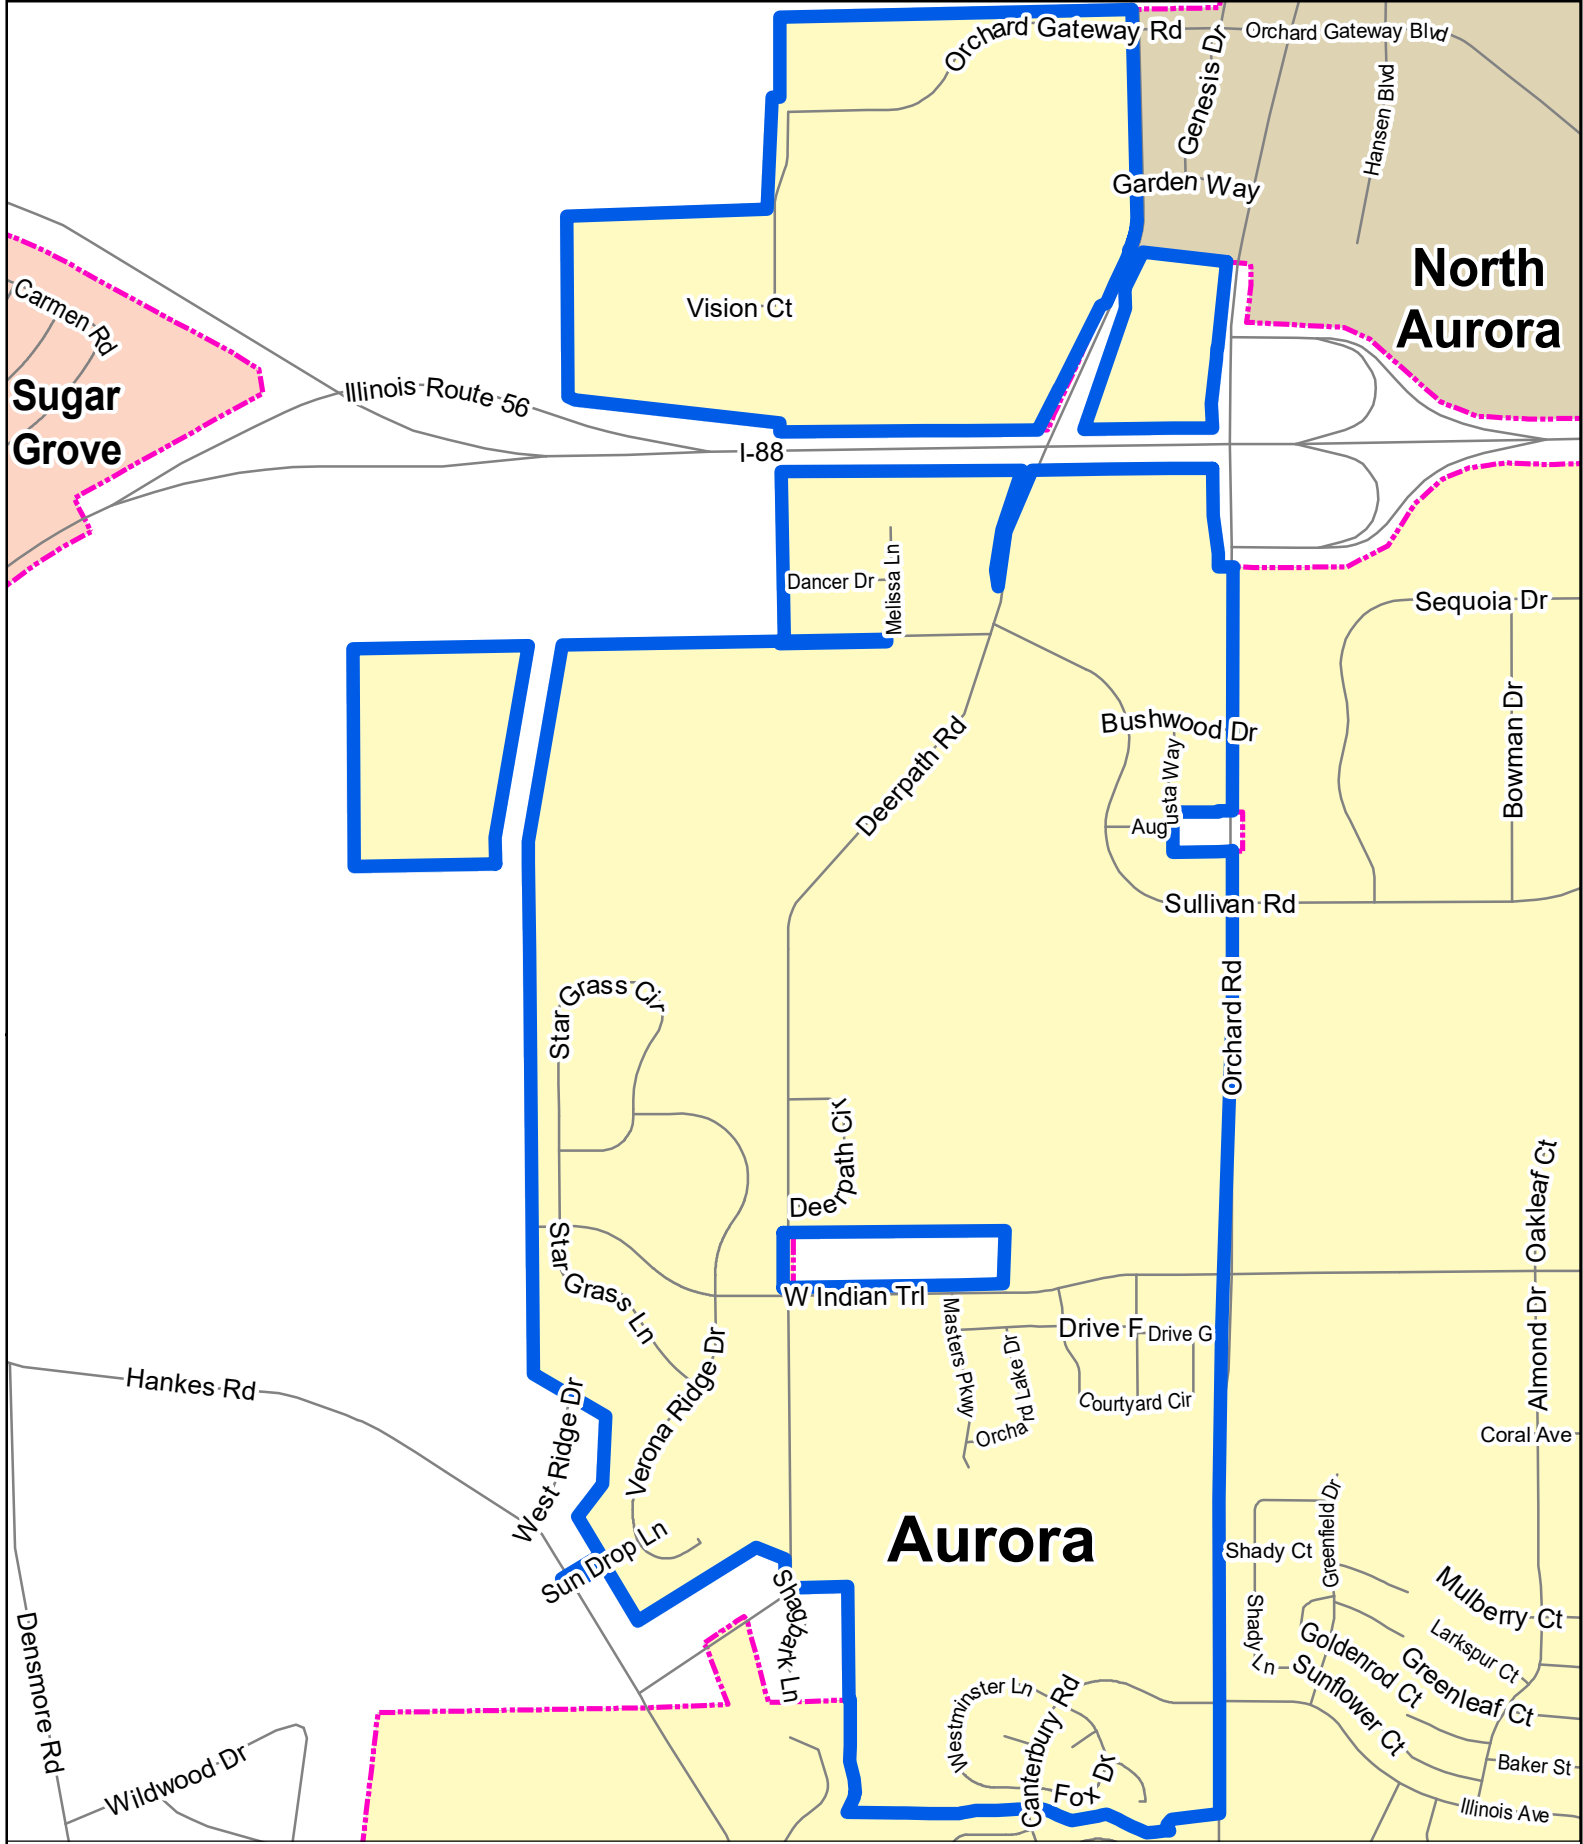 Orchard Gateway Rd
Genesis Dr
Orchard Gateway Blvd
Hansen Blvd
Garden Way
North
Aurora
Carmen Rd
Vision Ct
Sugar
Grove
Illinois Route 56
I-88
Dancer Dr
Melissa Ln
Sequoia Dr
Bowman Dr
Bushwood Dr
Deerpath Rd
Augusta Way
Sullivan Rd
Orchard Rd
Star Grass Cir
Deerpath Cir
Oakleaf Ct
Star Grass Ln
W Indian Trl
Masters Pkwy
Orchard Lake Dr
Drive F
Drive G
Courtyard Cir
Almond Dr
Coral Ave
Hankes Rd
West Ridge Dr
Verona Ridge Dr
Sun Drop Ln
Aurora
Shady Ct
Greenfield Dr
Shady Ln
Mulberry Ct
Larkspur Ct
Goldenrod Ct
Greenleaf Ct
Sunflower Ct
Baker St
Illinois Ave
Shagbark Ln
Densmore Rd
Wildwood Dr
Westminster Ln
Canterbury Rd
Fox Dr